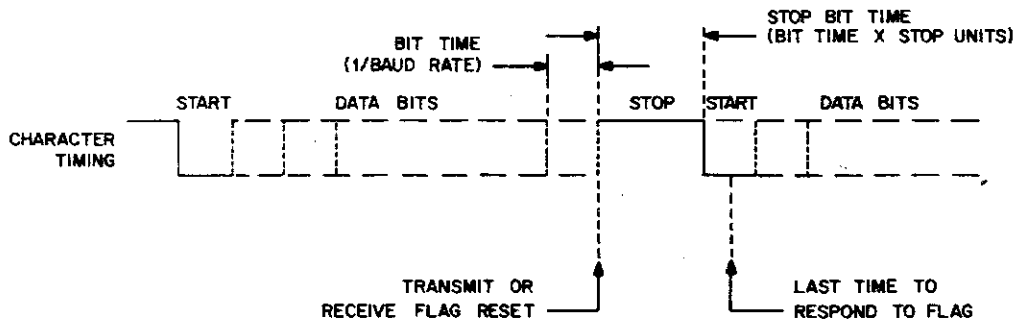 STOP BIT TIME
(BIT TIME X STOP UNITS)
BIT TIME
(1/BAUD RATE)
START
DATA BITS
STOP
START
DATA BITS
CHARACTER
TIMING
TRANSMIT OR
RECEIVE FLAG RESET
LAST TIME TO
RESPOND TO FLAG